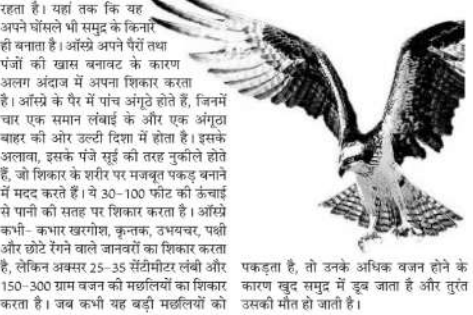 रहता है। यहां तक कि यह
अपने घोंसले भी समुद्र के किनारे
ही बनाता है। ऑस्प्रे अपने पैरों तथा
पंजों की खास बनावट के कारण
अलग अंदाज में अपना शिकार करता
है। ऑस्प्रे के पैर में पांच अंगूठे होते हैं, जिनमें
चार एक समान लंबाई के और एक अंगूठा
बाहर की ओर उल्टी दिशा में होता है। इसके
अलावा, इसके पंजे सूई की तरह नुकीले होते
हैं, जो शिकार के शरीर पर मजबूत पकड़ बनाने
में मदद करते हैं। ये 30-100 फीट की ऊंचाई
से पानी की सतह पर शिकार करता है। ऑस्प्रे
कभी- कभार खरगोश, कृन्तक, उभयचर, पक्षी
और छोटे रेंगने वाले जानवरों का शिकार करता
है, लेकिन अक्सर 25-35 सेंटीमीटर लंबी और
150-300 ग्राम वजन की मछलियों का शिकार
करता है। जब कभी यह बड़ी मछलियों को
पकड़ता है, तो उनके अधिक वजन होने के
कारण खुद समुद्र में डूब जाता है और तुरंत
उसकी मौत हो जाती है।